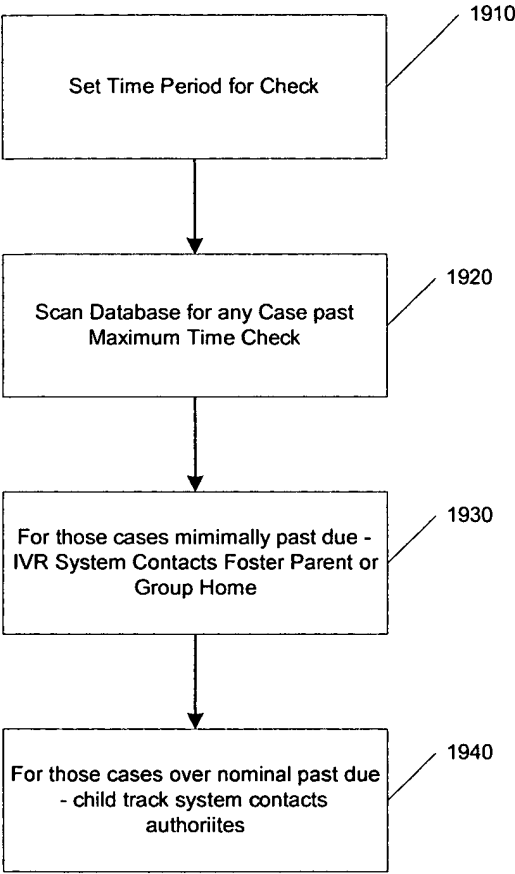 1910
Set Time Period for Check
1920
Scan Database for any Case past
Maximum Time Check
1930
For those cases mimimally past due -
IVR System Contacts Foster Parent or
Group Home
1940
For those cases over nominal past due
- child track system contacts
authoriites